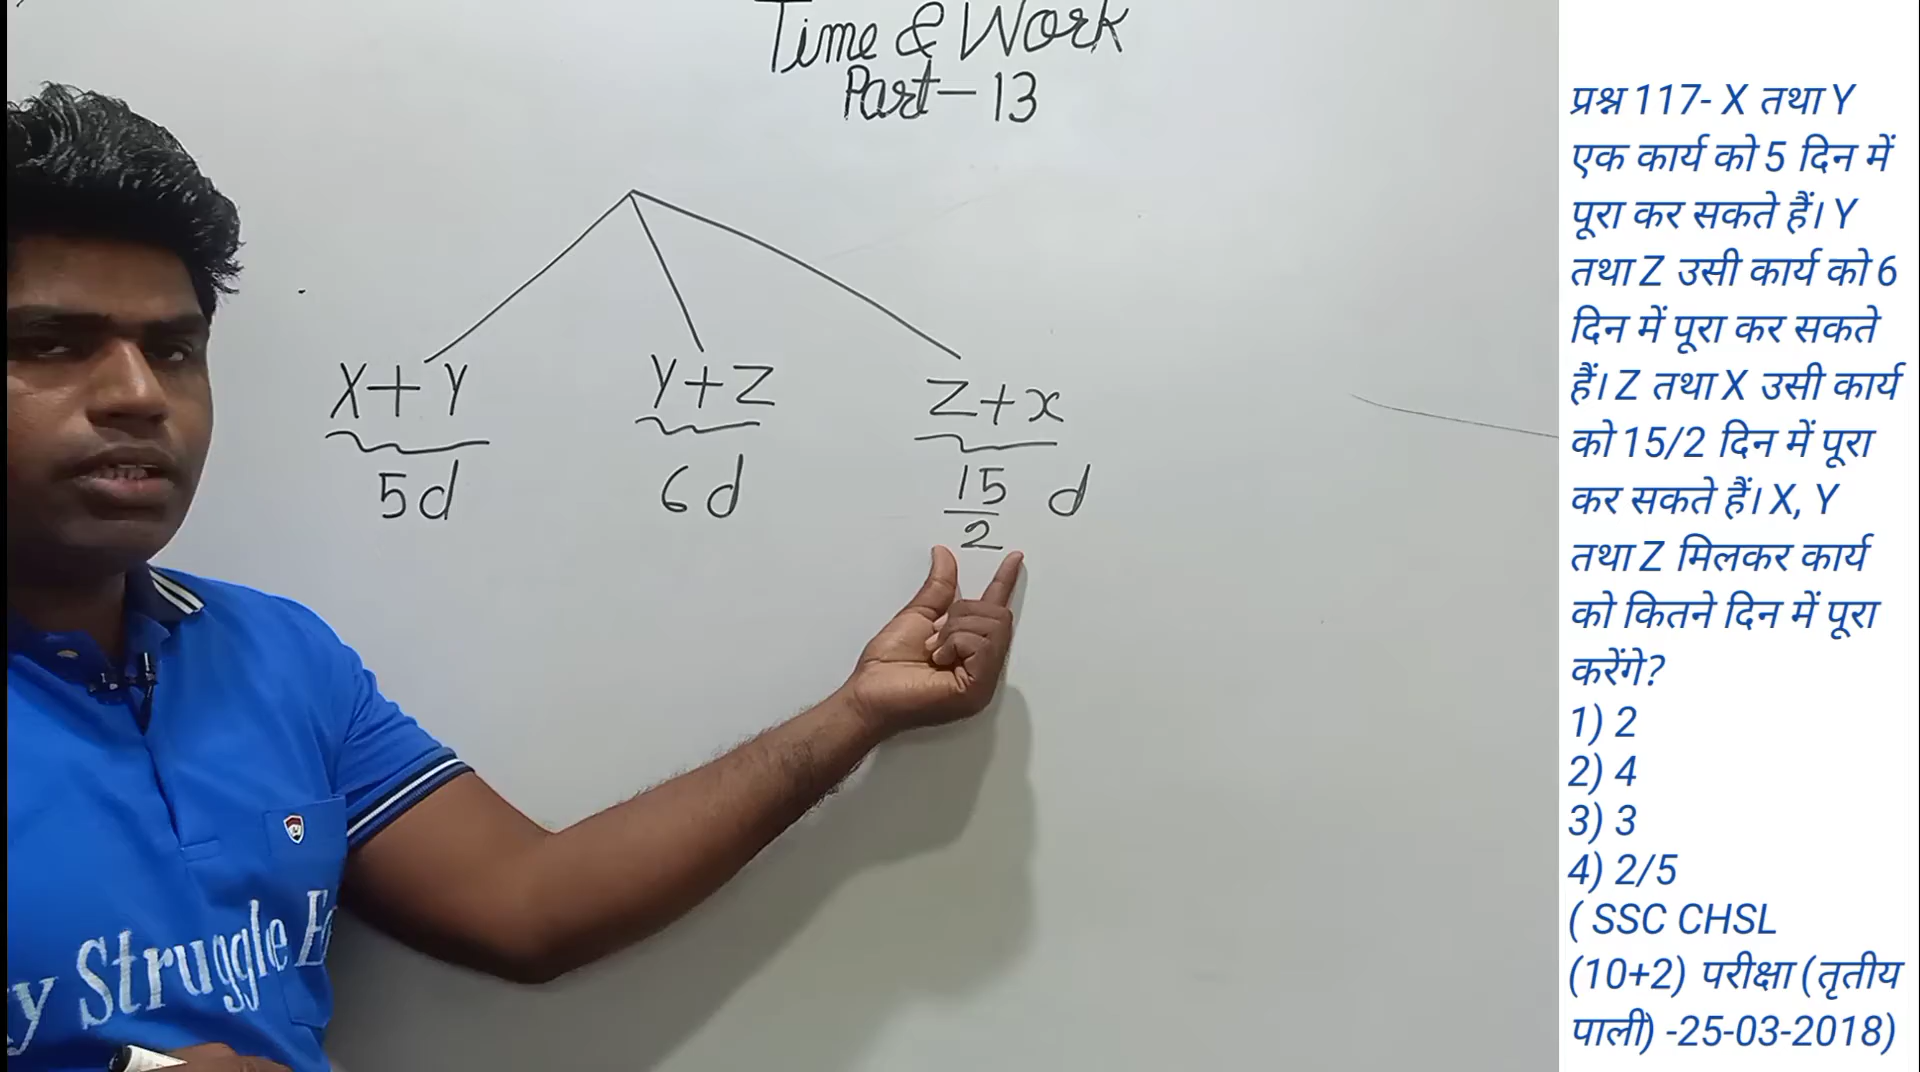 Time & Work
Part-13
X+Y
Y+Z
Z+x
5d
6d
15/2 d
y Struggle
प्रश्न 117- X तथा Y
एक कार्य को 5 दिन में
पूरा कर सकते हैं। Y
तथा Z उसी कार्य को 6
दिन में पूरा कर सकते
हैं। Z तथा X उसी कार्य
को 15/2 दिन में पूरा
कर सकते हैं। X, Y
तथा Z मिलकर कार्य
को कितने दिन में पूरा
करेंगे?
1) 2
2) 4
3) 3
4) 2/5
( SSC CHSL
(10+2) परीक्षा (तृतीय
पाली) -25-03-2018)